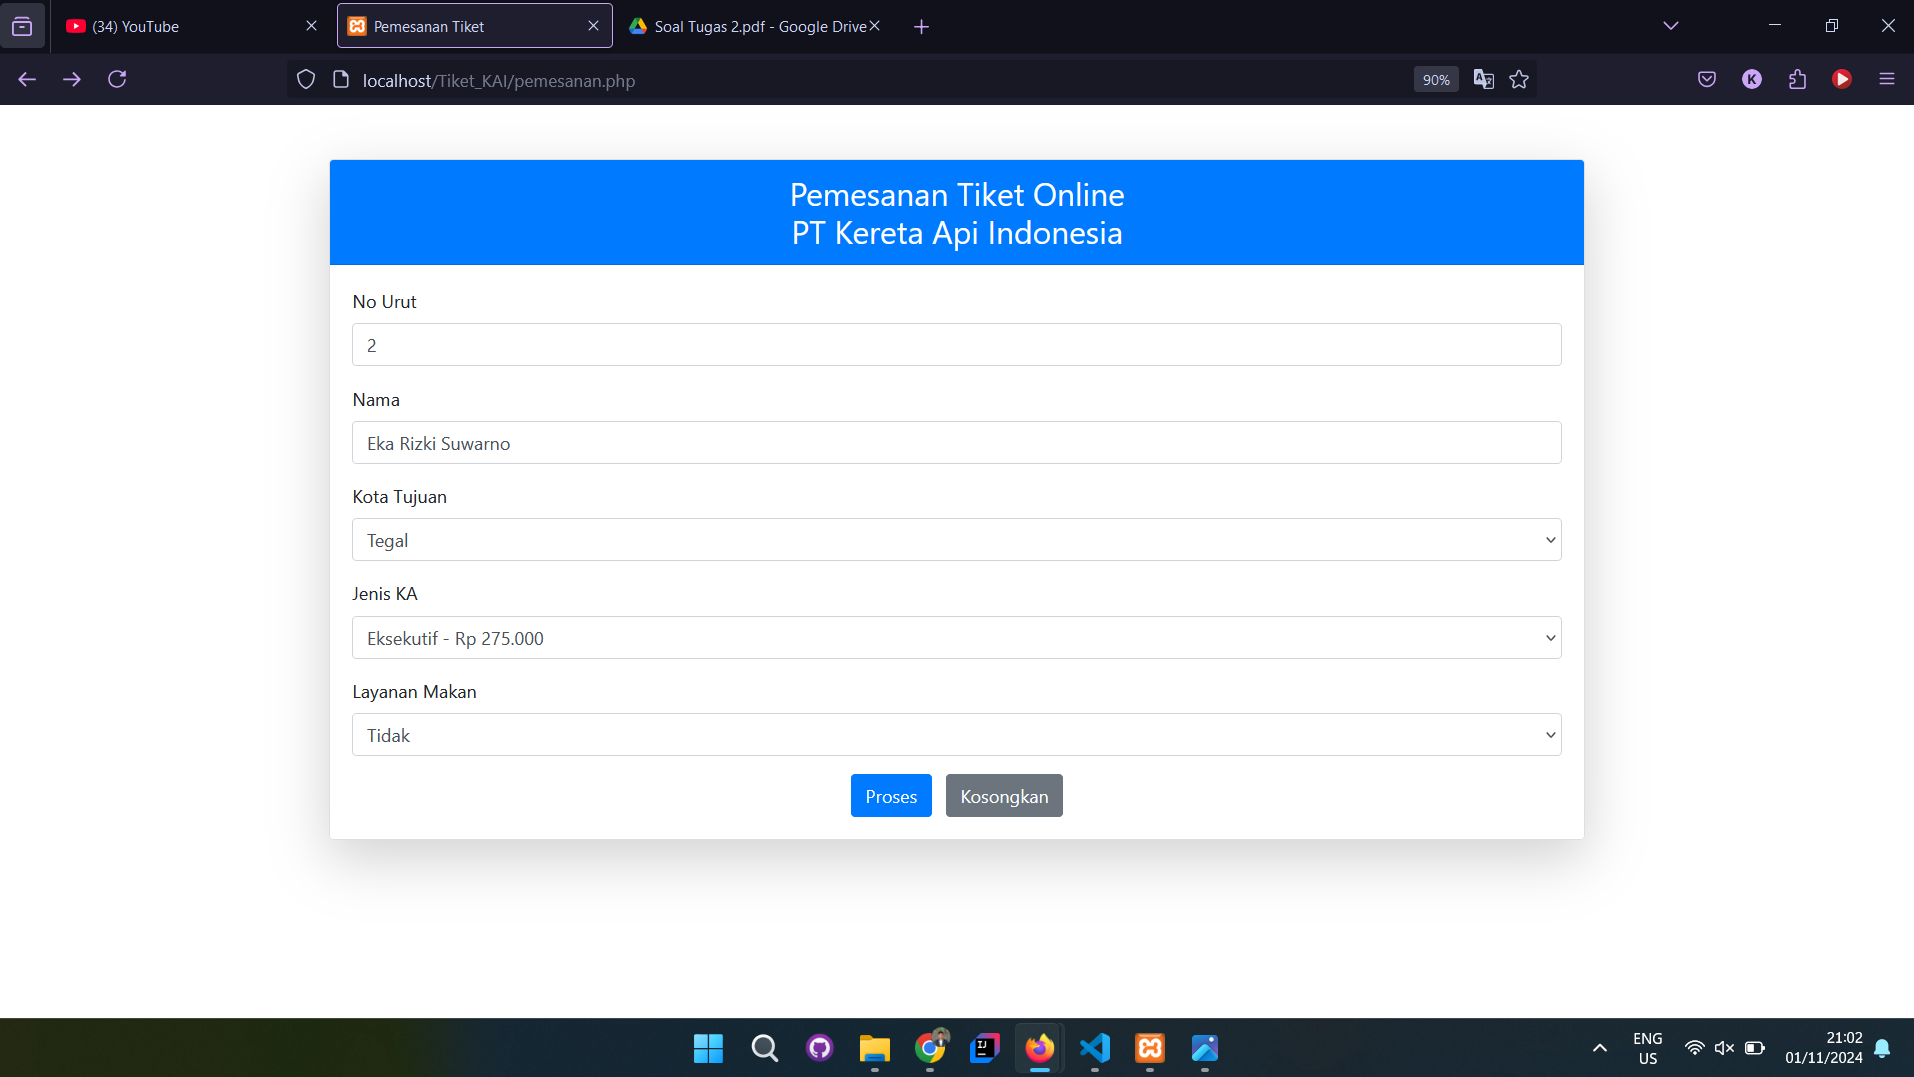 (34) YouTube
Pemesanan Tiket
Soal Tugas 2.pdf - Google Drive
localhost/Tiket_KAI/pemesanan.php
90%
K
Pemesanan Tiket Online
PT Kereta Api Indonesia
No Urut
2
Nama
Eka Rizki Suwarno
Kota Tujuan
Tegal
Jenis KA
Eksekutif - Rp 275.000
Layanan Makan
Tidak
Proses
Kosongkan
IJ
ENG
US
21:02
01/11/2024